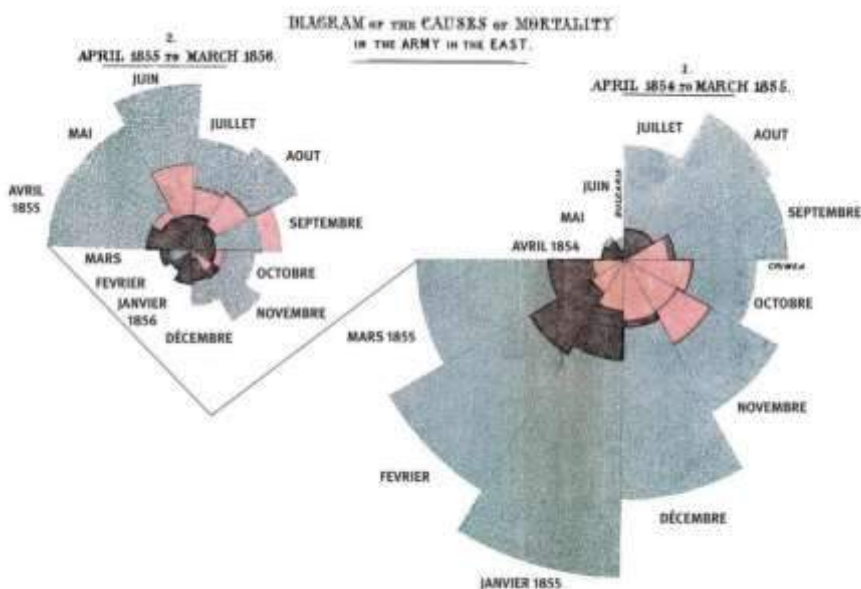 DIAGRAM OF THE CAUSES OF MORTALITY
IN THE ARMY IN THE EAST.
2.
APRIL 1855 TO MARCH 1856.
JUIN
MAI
JUILLET
AOUT
AVRIL
1855
SEPTEMBRE
MARS
FEVRIER
OCTOBRE
JANVIER
1856
NOVEMBRE
DÉCEMBRE
1.
APRIL 1854 TO MARCH 1855.
JUILLET
AOUT
JUIN
BULGARIA
MAI
SEPTEMBRE
AVRIL 1854
CRIMEA
OCTOBRE
MARS 1855
NOVEMBRE
FEVRIER
DÉCEMBRE
JANVIER 1855